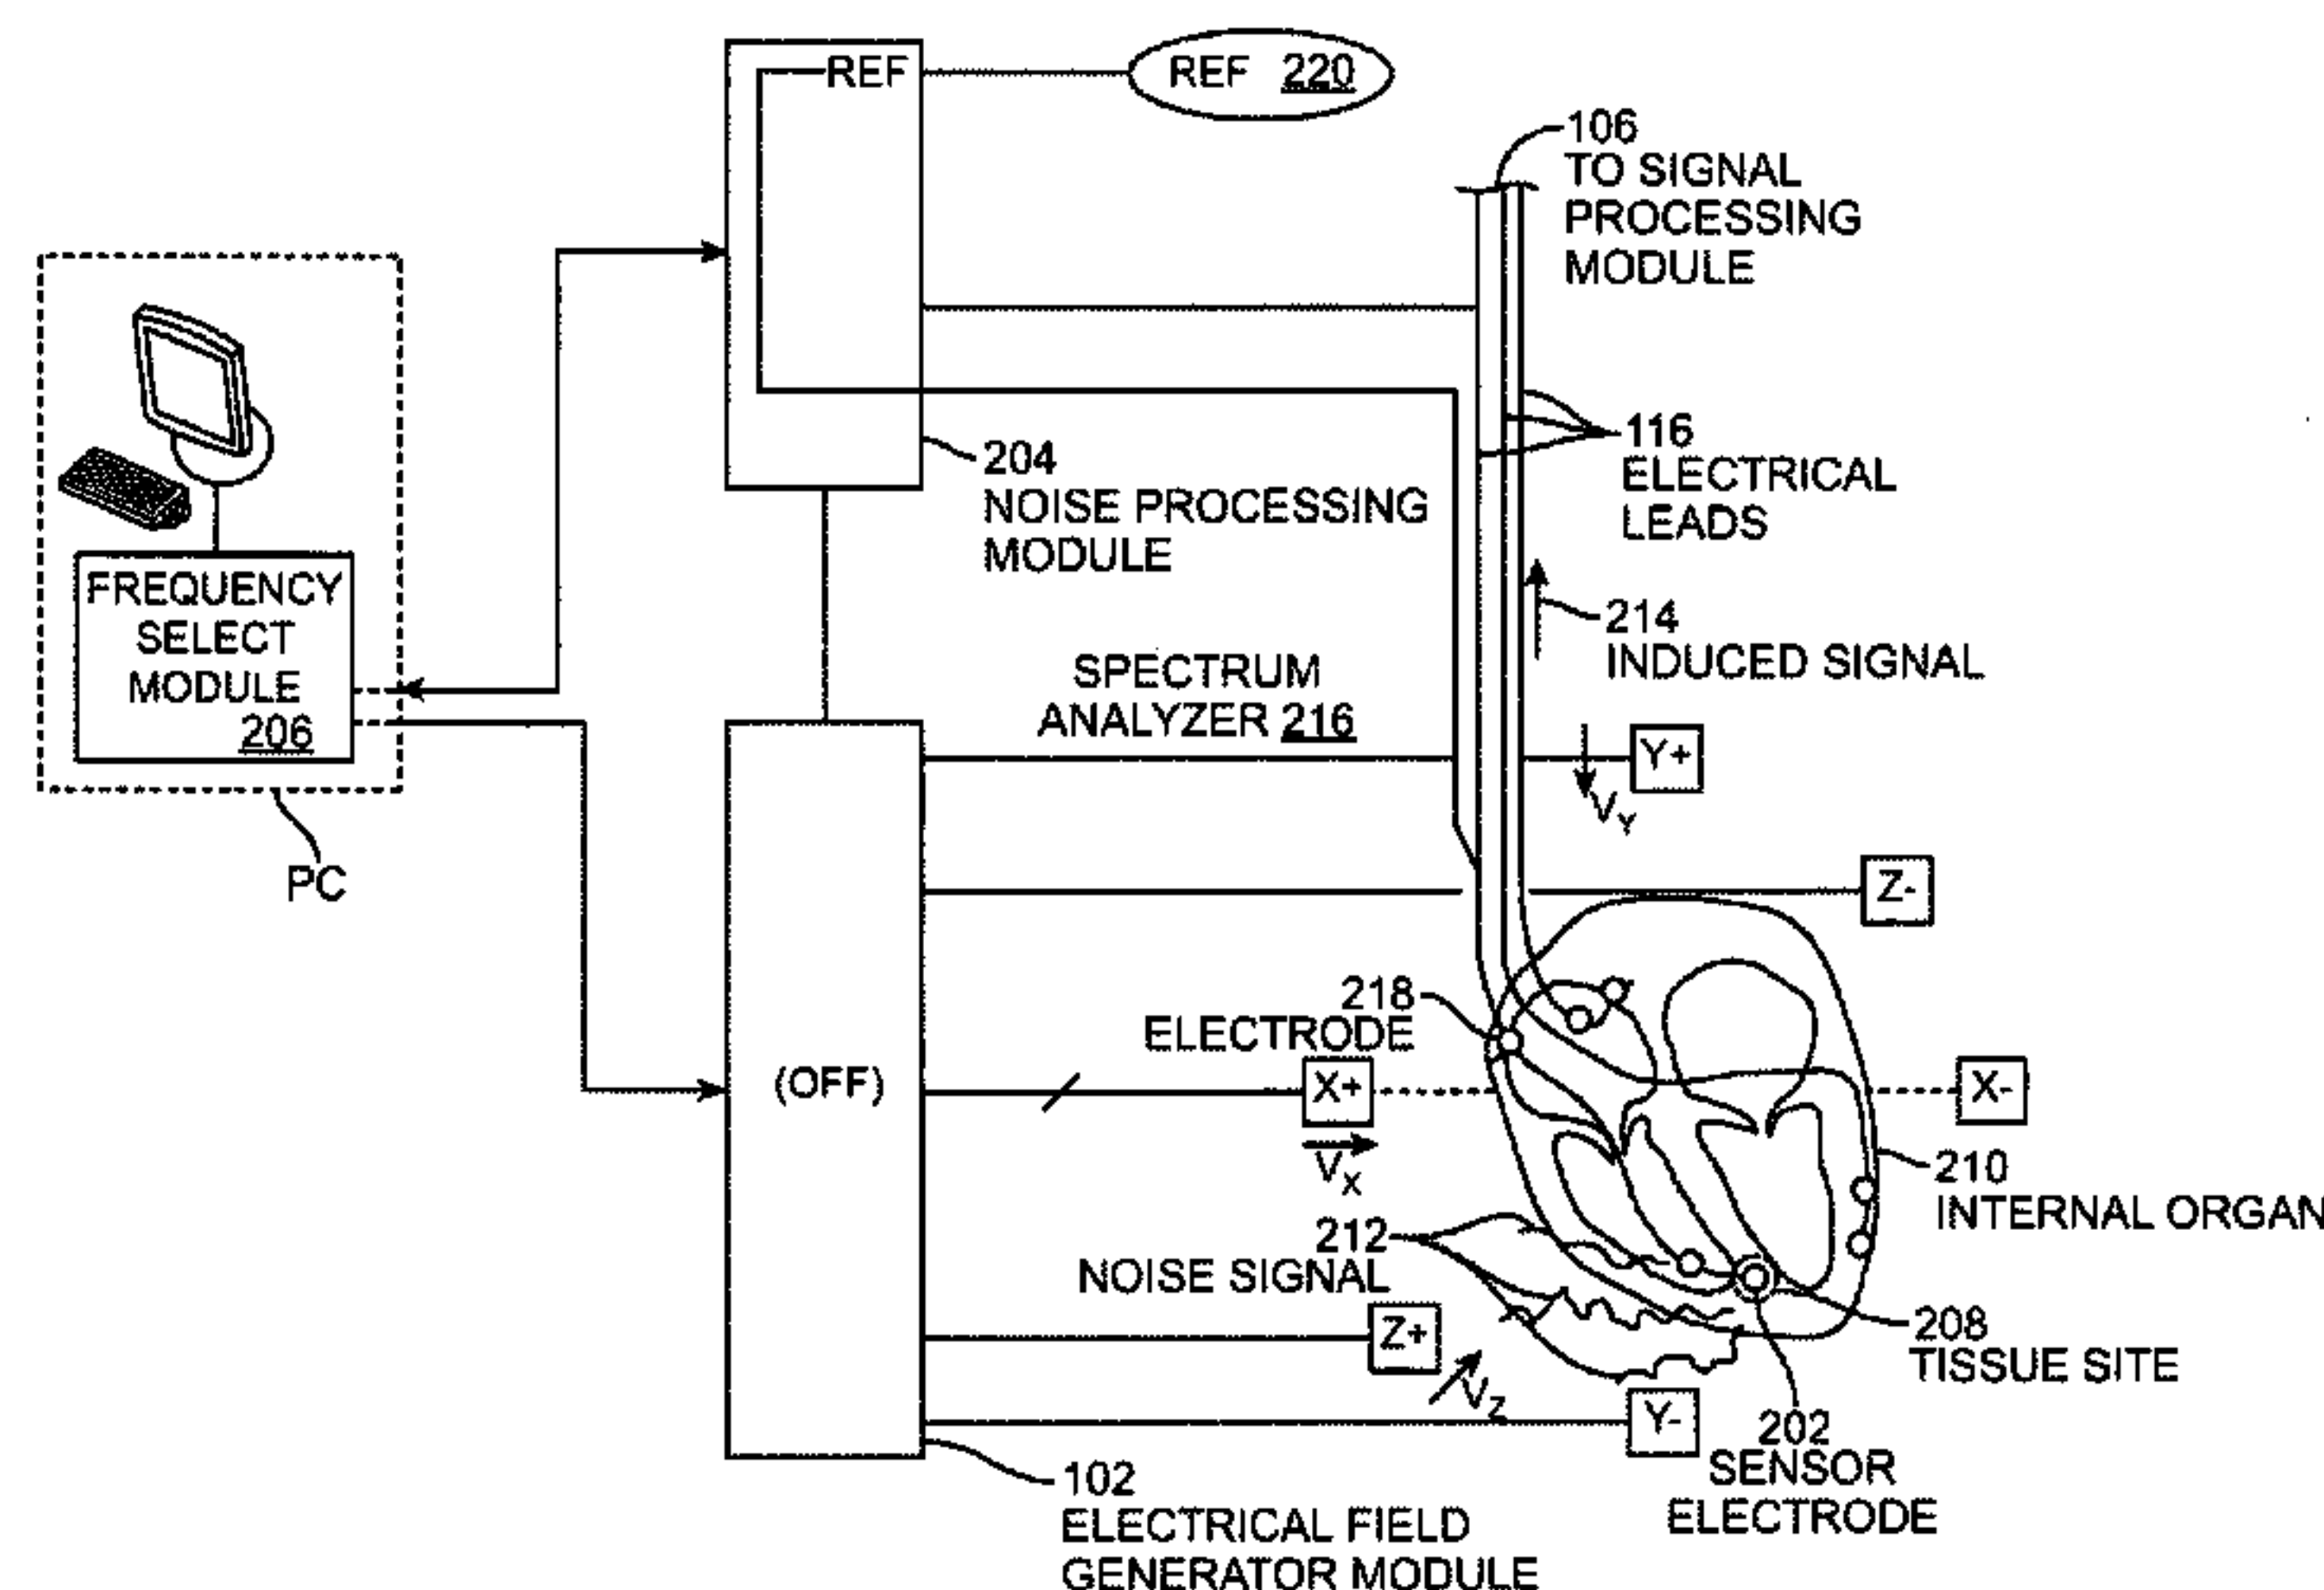 REF
REF 220
106
TO SIGNAL
PROCESSING
MODULE
116
ELECTRICAL
LEADS
204
NOISE PROCESSING
MODULE
FREQUENCY
SELECT
MODULE
206
PC
214
INDUCED SIGNAL
SPECTRUM
ANALYZER 216
Y+
VY
Z-
218
ELECTRODE
(OFF)
X+
X-
VX
210
INTERNAL ORGAN
212
NOISE SIGNAL
Z+
VZ
208
TISSUE SITE
Y-
202
SENSOR
ELECTRODE
102
ELECTRICAL FIELD
GENERATOR MODULE